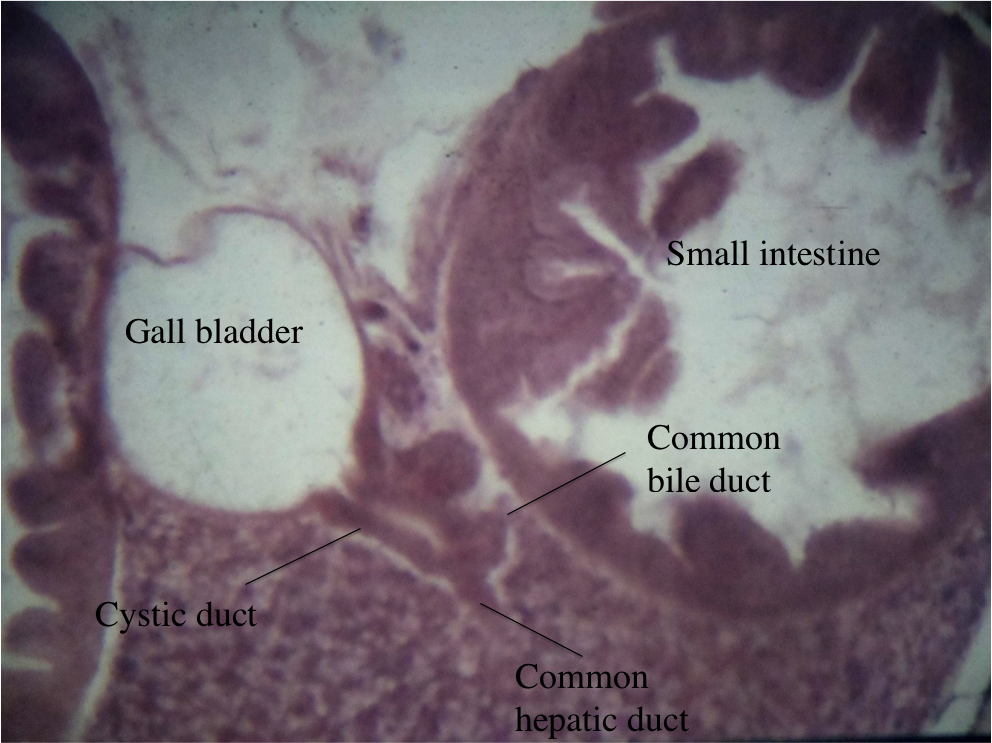 Small intestine
Gall bladder
Common
bile duct
Cystic duct
Common
hepatic duct